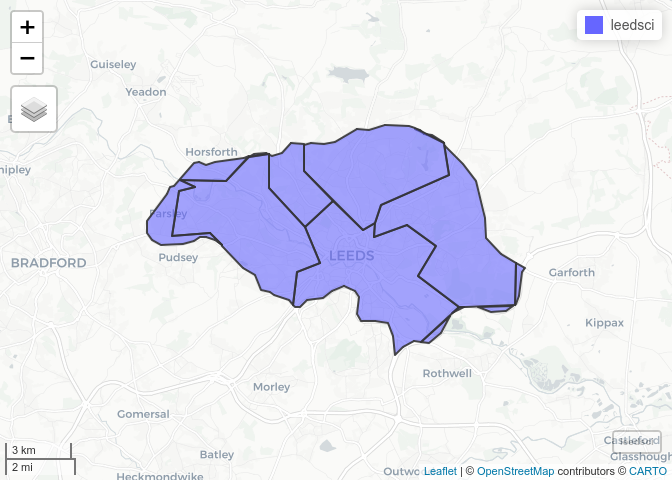 +
−
leedsci
Guiseley
Yeadon
Horsforth
Farsley
BRADFORD
Pudsey
LEEDS
Garforth
Kippax
Rothwell
Morley
Gomersal
Batley
Heckmondwike
Castleford
Glasshough
3 km
2 mi
Outwo
Leaflet | © OpenStreetMap contributors © CARTO